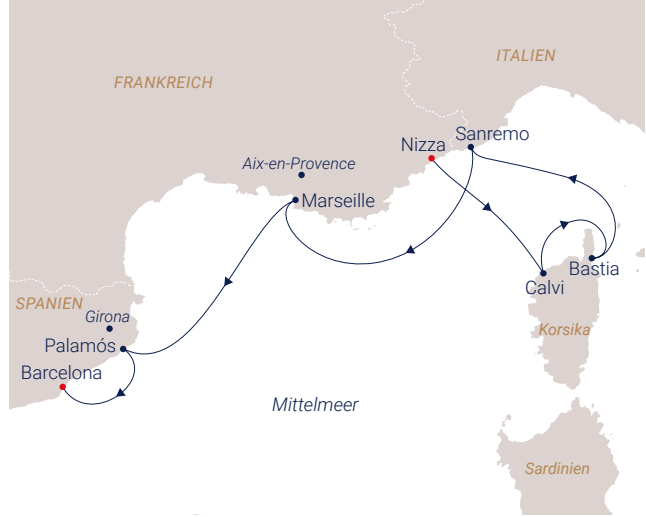 ITALIEN
FRANKREICH
Sanremo
Nizza
Aix-en-Provence
Marseille
Bastia
Calvi
SPANIEN
Girona
Korsika
Palamós
Barcelona
Mittelmeer
Sardinien